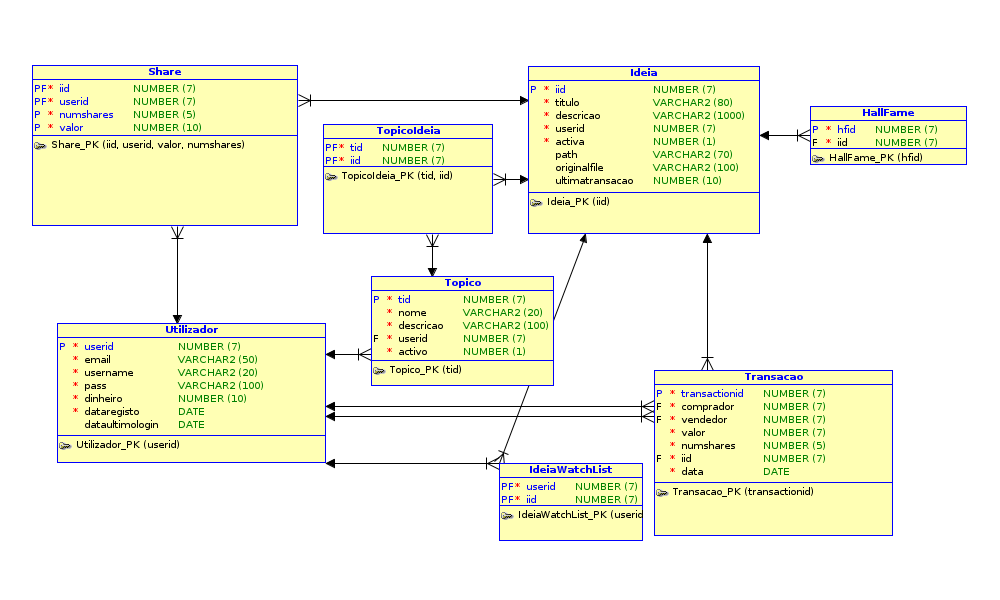 Share
PF* iid NUMBER (7)
PF* userid NUMBER (7)
P * numshares NUMBER (5)
P * valor NUMBER (10)
Share_PK (iid, userid, valor, numshares)
TopicoIdeia
PF* tid NUMBER (7)
PF* iid NUMBER (7)
TopicoIdeia_PK (tid, iid)
Ideia
P * iid NUMBER (7)
* titulo VARCHAR2 (80)
* descricao VARCHAR2 (1000)
* userid NUMBER (7)
* activa NUMBER (1)
path VARCHAR2 (70)
originalfile VARCHAR2 (100)
ultimatransacao NUMBER (10)
Ideia_PK (iid)
HallFame
P * hfid NUMBER (7)
F * iid NUMBER (7)
HallFame_PK (hfid)
Topico
P * tid NUMBER (7)
* nome VARCHAR2 (20)
* descricao VARCHAR2 (100)
F * userid NUMBER (7)
* activo NUMBER (1)
Topico_PK (tid)
Utilizador
P * userid NUMBER (7)
* email VARCHAR2 (50)
* username VARCHAR2 (20)
* pass VARCHAR2 (100)
* dinheiro NUMBER (10)
* dataregisto DATE
dataultimologin DATE
Utilizador_PK (userid)
Transacao
P * transactionid NUMBER (7)
F * comprador NUMBER (7)
F * vendedor NUMBER (7)
* valor NUMBER (7)
* numshares NUMBER (5)
F * iid NUMBER (7)
* data DATE
Transacao_PK (transactionid)
IdeiaWatchList
PF* userid NUMBER (7)
PF* iid NUMBER (7)
IdeiaWatchList_PK (userid